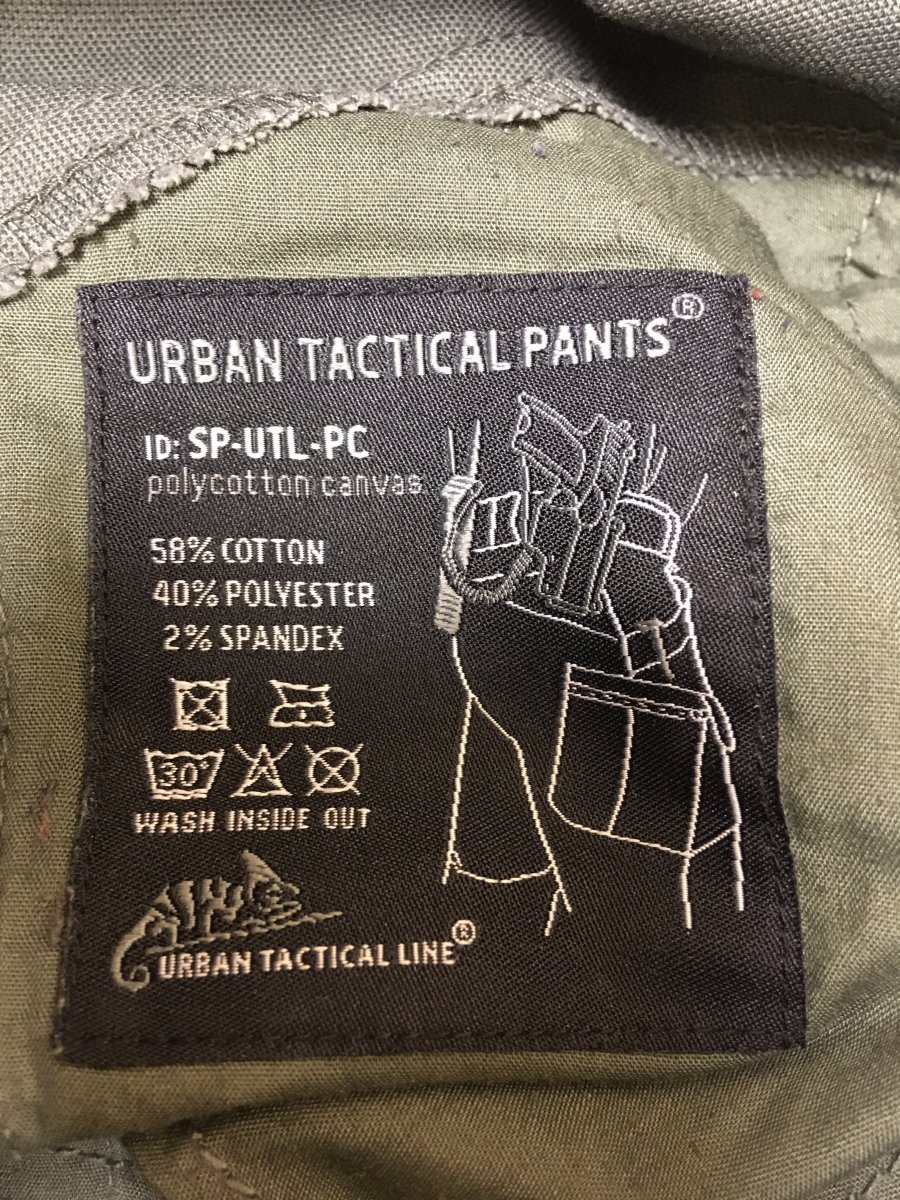 URBAN TACTICAL PANTS®
ID: SP-UTL-PC
polycotton canvas
58% COTTON
40% POLYESTER
2% SPANDEX
30°
WASH INSIDE OUT
URBAN TACTICAL LINE®